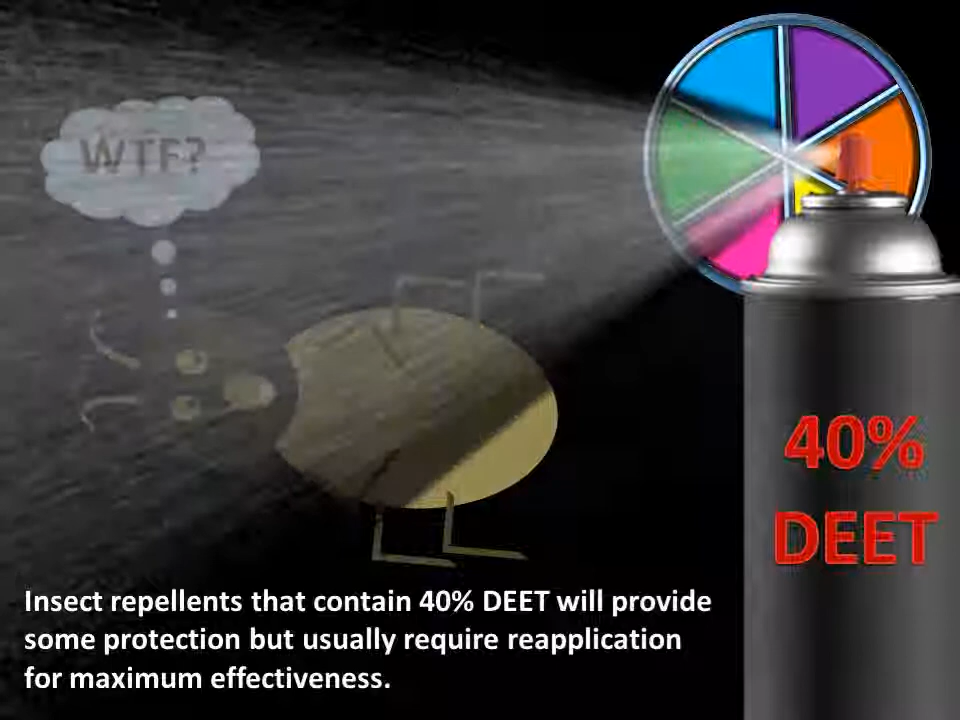 WTF?
40%
DEET
Insect repellents that contain 40% DEET will provide
some protection but usually require reapplication
for maximum effectiveness.